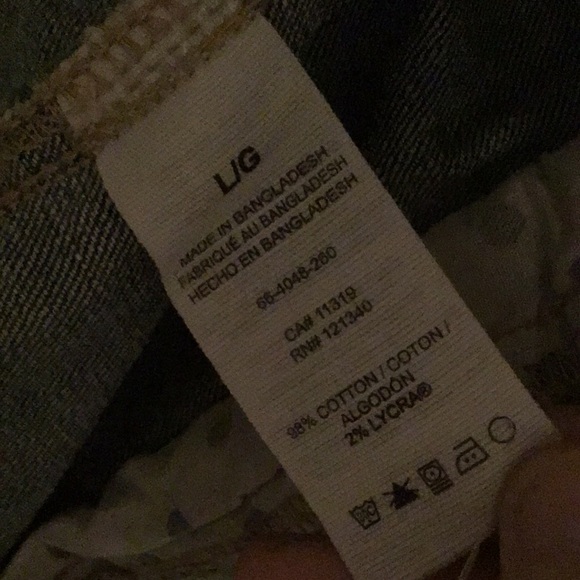 L/G
MADE IN BANGLADESH
FABRIQUÉ AU BANGLADESH
HECHO EN BANGLADESH
66-4048-260
CA# 11319
RN# 121340
98% COTTON / COTON /
ALGODÓN
2% LYCRA®